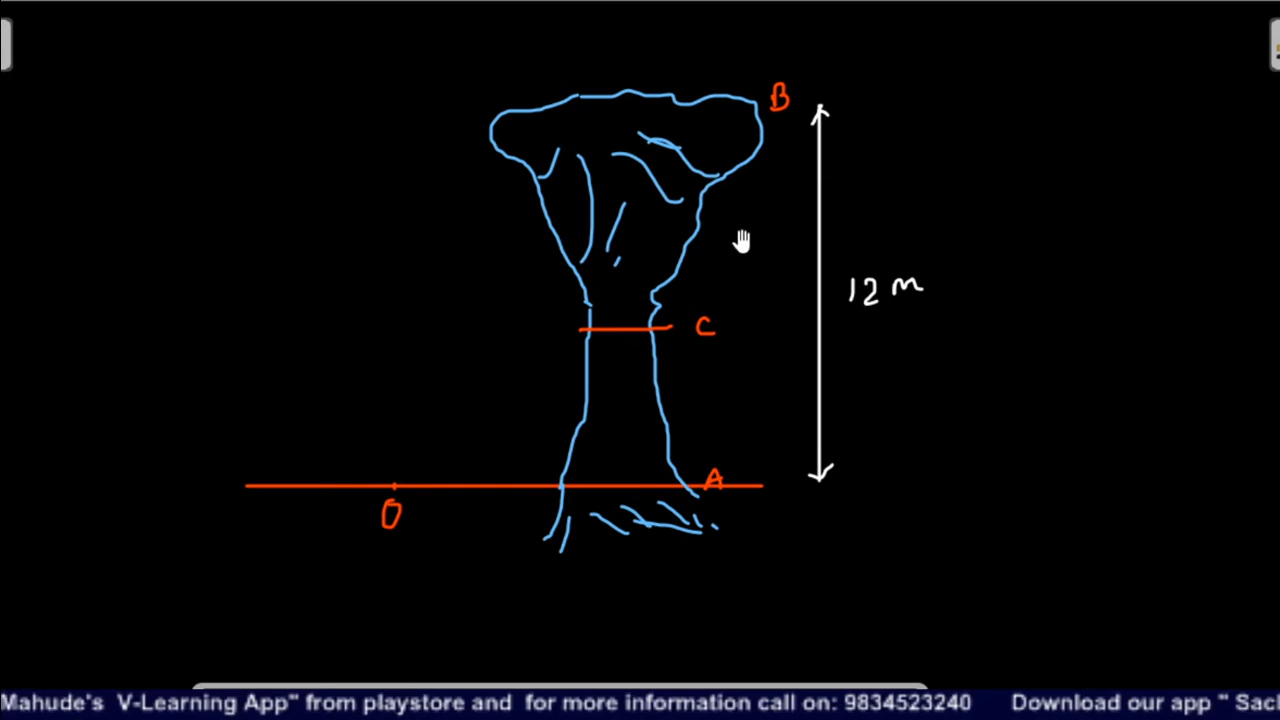 B
12 m
C
A
O
Mahude's V-Learning App" from playstore and for more information call on: 9834523240 Download our app " Sac